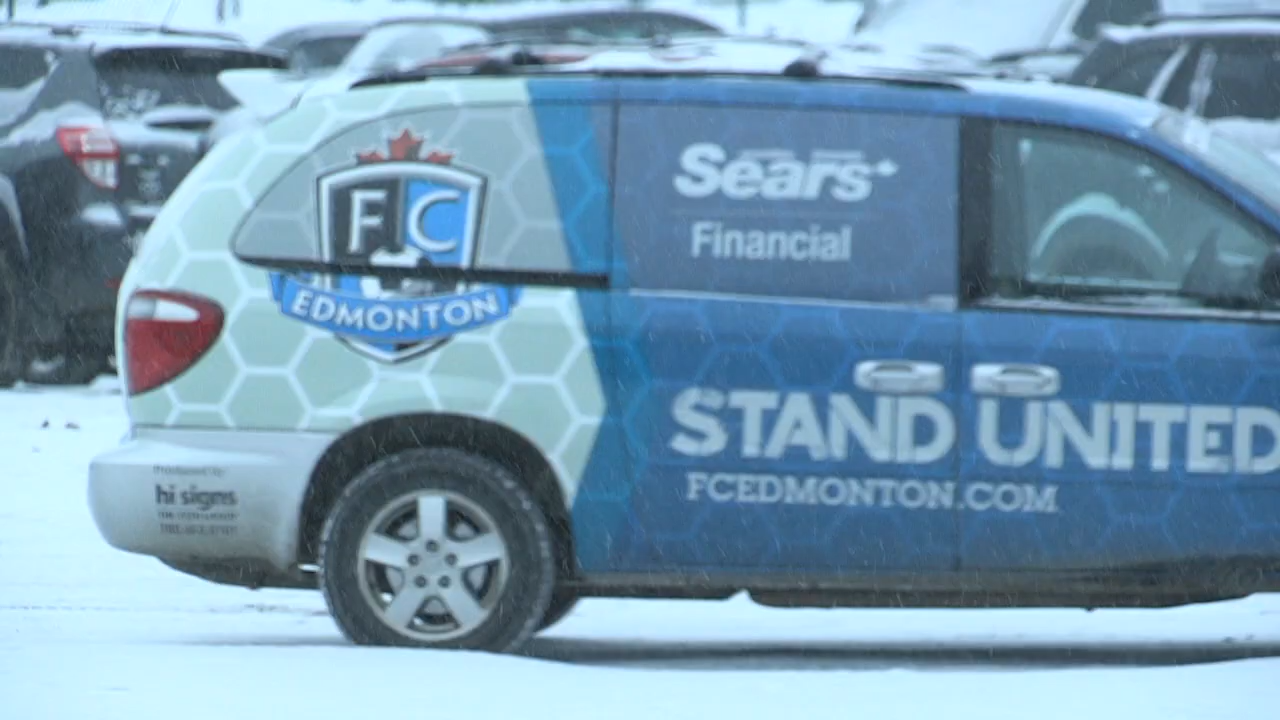 FC
EDMONTON
Sears
Financial
STAND UNITED
FCEDMONTON.COM
hi signs